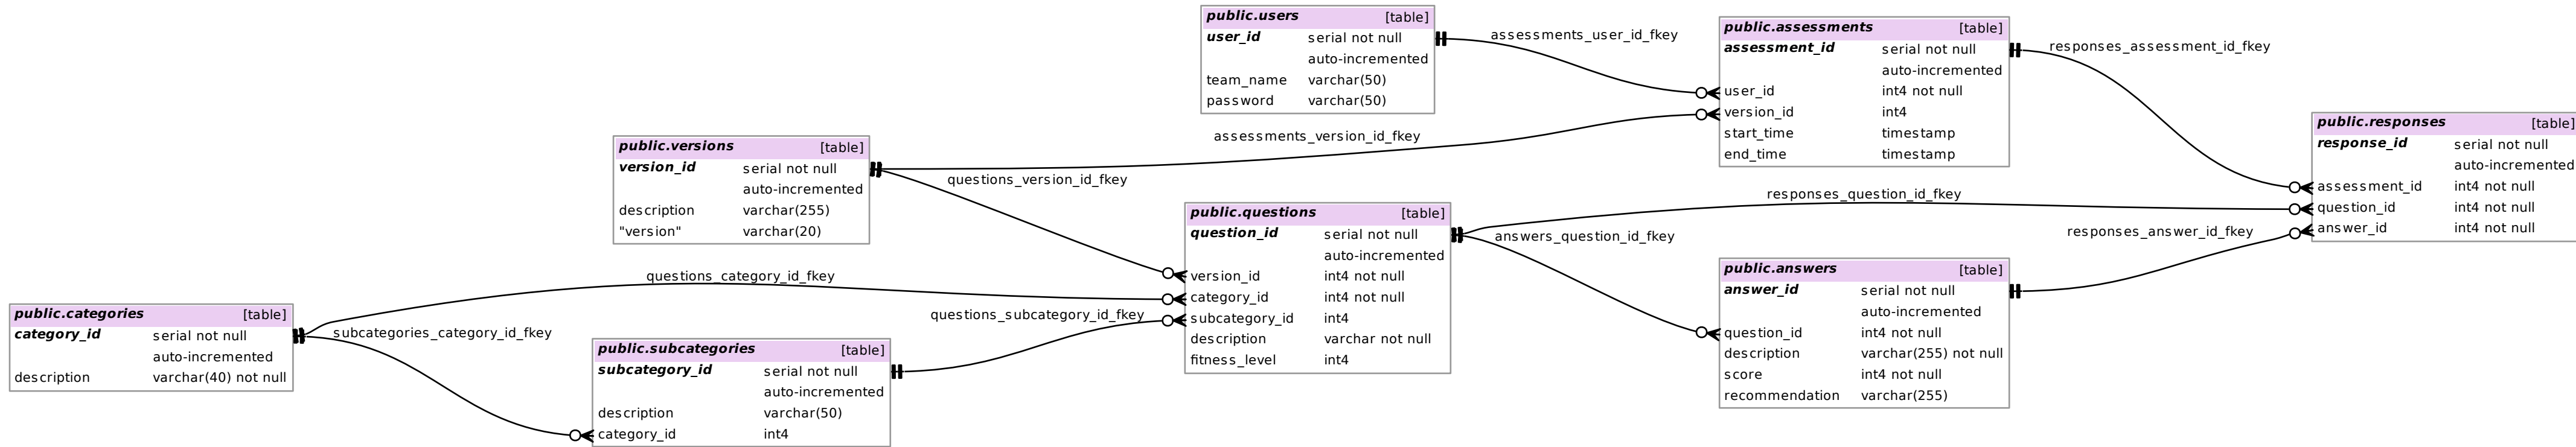 public.users [table]
user_id serial not null
auto-incremented
team_name varchar(50)
password varchar(50)
assessments_user_id_fkey
public.assessments [table]
assessment_id serial not null
auto-incremented
user_id int4 not null
version_id int4
start_time timestamp
end_time timestamp
responses_assessment_id_fkey
public.responses [table]
response_id serial not null
auto-incremented
assessment_id int4 not null
question_id int4 not null
answer_id int4 not null
assessments_version_id_fkey
public.versions [table]
version_id serial not null
auto-incremented
description varchar(255)
"version" varchar(20)
questions_version_id_fkey
responses_question_id_fkey
public.questions [table]
question_id serial not null
auto-incremented
version_id int4 not null
category_id int4 not null
subcategory_id int4
description varchar not null
fitness_level int4
answers_question_id_fkey
responses_answer_id_fkey
public.answers [table]
answer_id serial not null
auto-incremented
question_id int4 not null
description varchar(255) not null
score int4 not null
recommendation varchar(255)
questions_category_id_fkey
public.categories [table]
category_id serial not null
auto-incremented
description varchar(40) not null
subcategories_category_id_fkey
questions_subcategory_id_fkey
public.subcategories [table]
subcategory_id serial not null
auto-incremented
description varchar(50)
category_id int4